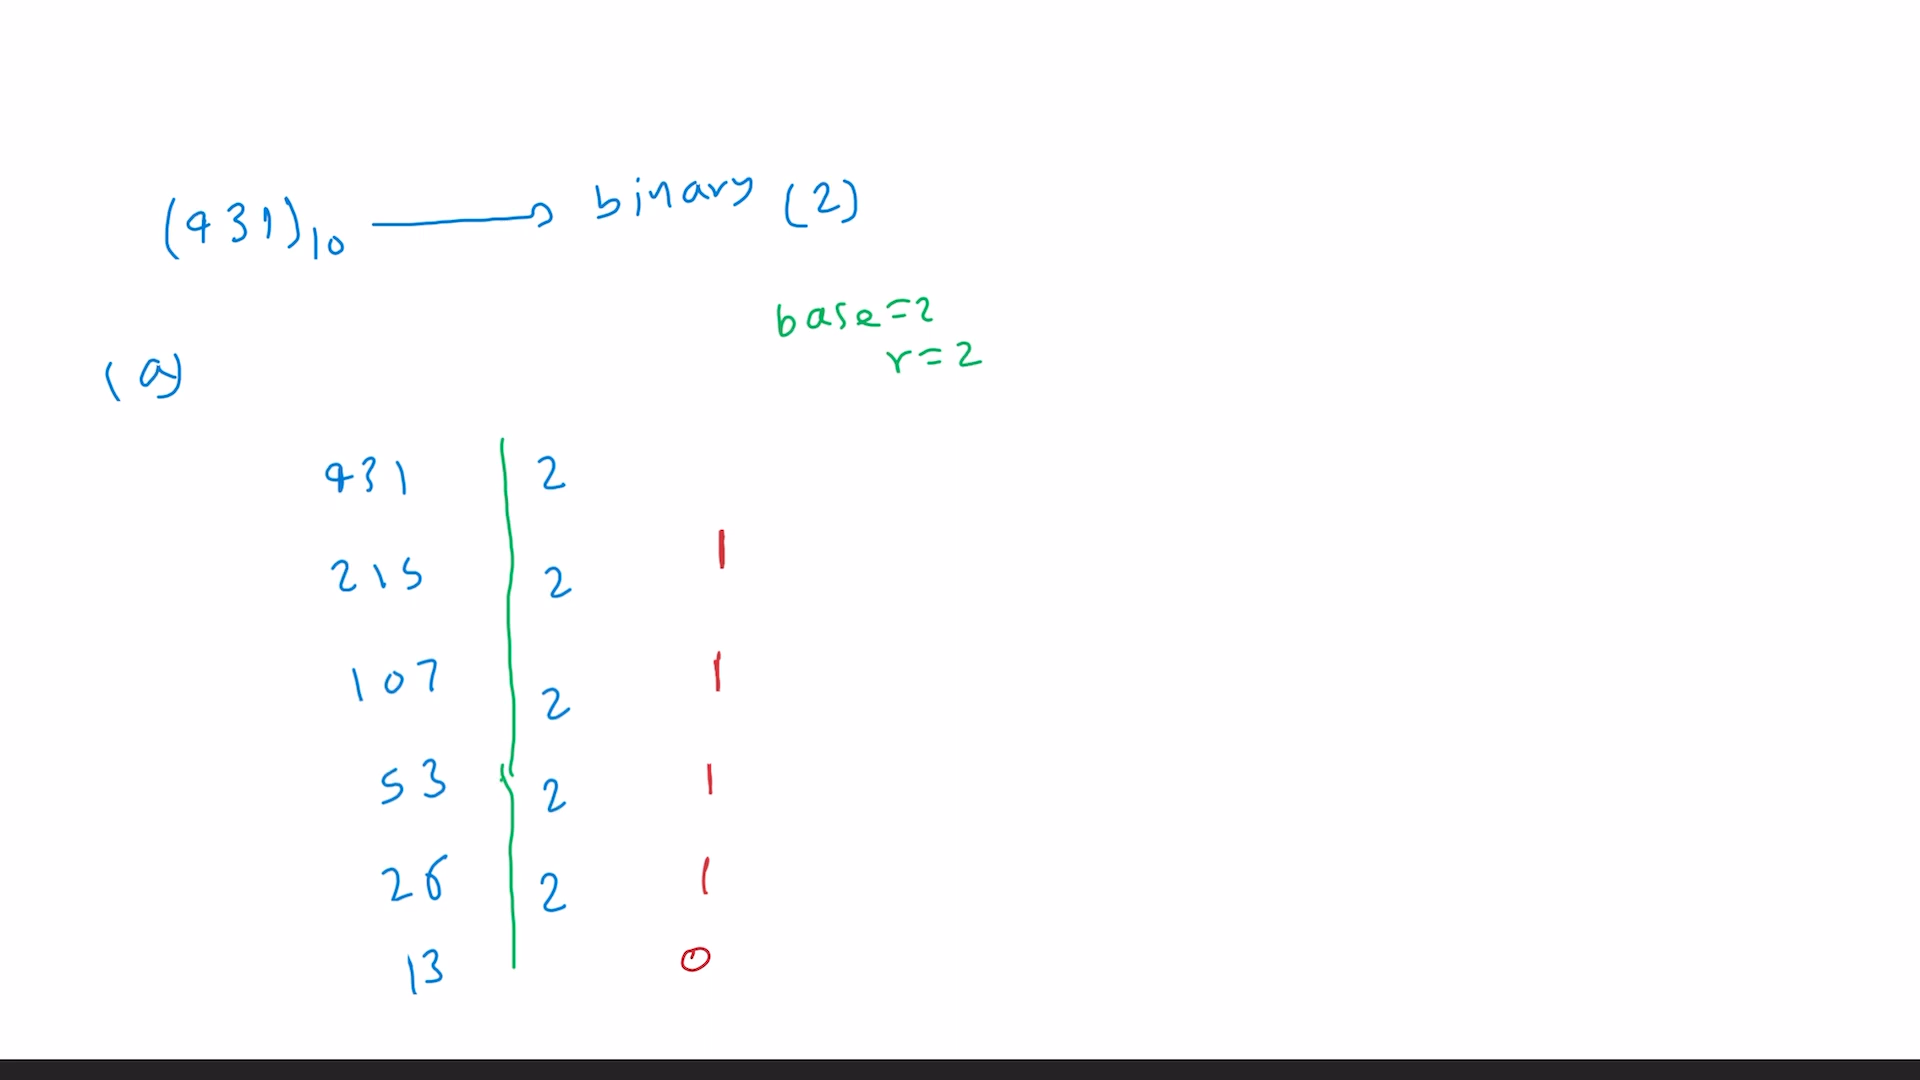 (431)10 → binary (2)
base=2
r=2
(a)
431 2
215 2 1
107 2 1
53 2 1
26 2 1
13 0